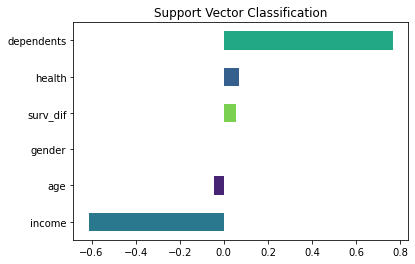 Support Vector Classification
dependents
health
surv_dif
gender
age
income
−0.6 −0.4 −0.2 0.0 0.2 0.4 0.6 0.8